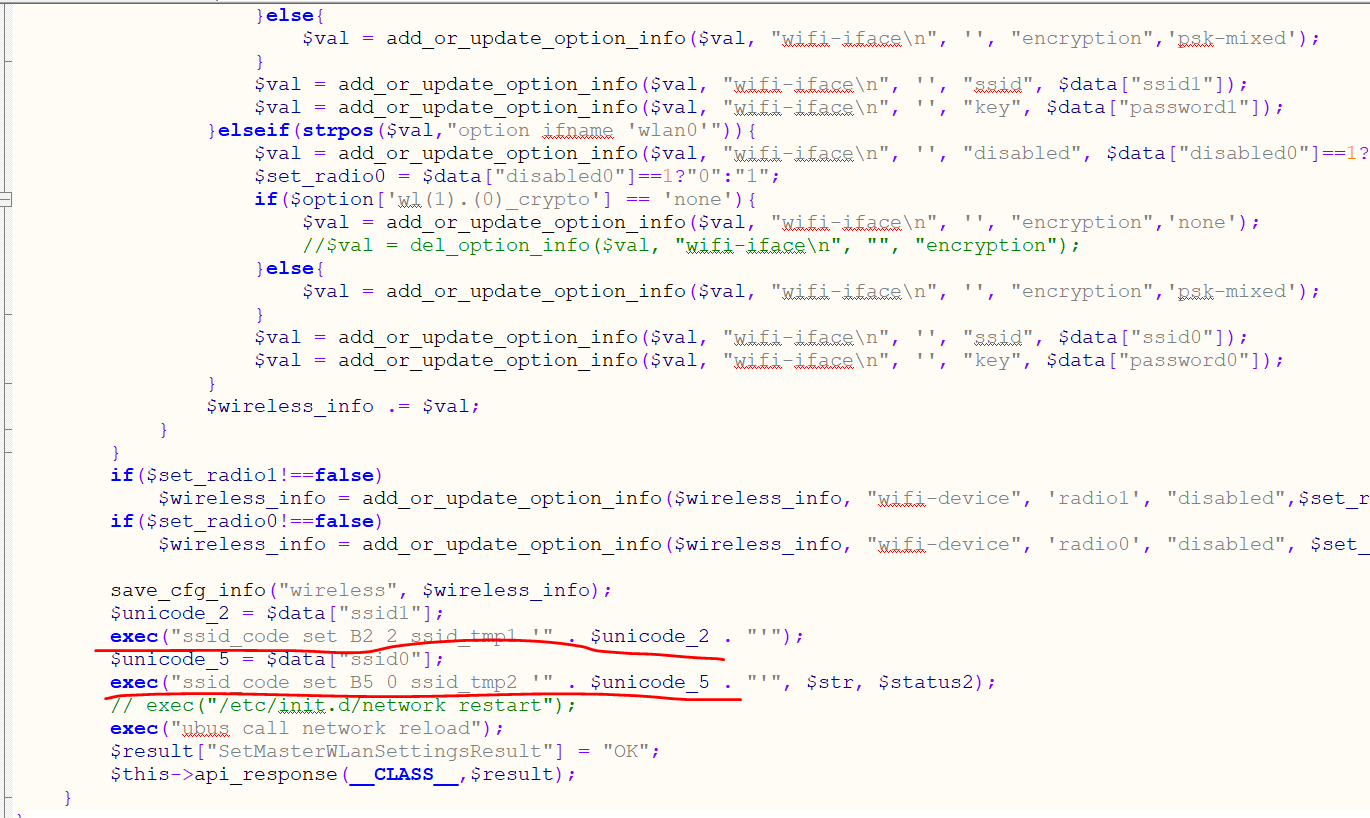 }else{
$val = add_or_update_option_info($val, "wifi-iface\n", '', "encryption",'psk-mixed');
}
$val = add_or_update_option_info($val, "wifi-iface\n", '', "ssid", $data["ssid1"]);
$val = add_or_update_option_info($val, "wifi-iface\n", '', "key", $data["password1"]);
}elseif(strpos($val,"option ifname 'wlan0'")){
$val = add_or_update_option_info($val, "wifi-iface\n", '', "disabled", $data["disabled0"]==1?
$set_radio0 = $data["disabled0"]==1?"0":"1";
if($option['wl(1).(0)_crypto'] == 'none'){
$val = add_or_update_option_info($val, "wifi-iface\n", '', "encryption",'none');
//$val = del_option_info($val, "wifi-iface\n", "", "encryption");
}else{
$val = add_or_update_option_info($val, "wifi-iface\n", '', "encryption",'psk-mixed');
}
$val = add_or_update_option_info($val, "wifi-iface\n", '', "ssid", $data["ssid0"]);
$val = add_or_update_option_info($val, "wifi-iface\n", '', "key", $data["password0"]);
}
$wireless_info .= $val;
}
}
if($set_radio1!==false)
$wireless_info = add_or_update_option_info($wireless_info, "wifi-device", 'radio1', "disabled",$set_r
if($set_radio0!==false)
$wireless_info = add_or_update_option_info($wireless_info, "wifi-device", 'radio0', "disabled", $set_
save_cfg_info("wireless", $wireless_info);
$unicode_2 = $data["ssid1"];
exec("ssid_code set B2 2 ssid_tmp1 '" . $unicode_2 . "'");
$unicode_5 = $data["ssid0"];
exec("ssid_code set B5 0 ssid_tmp2 '" . $unicode_5 . "'", $str, $status2);
// exec("/etc/init.d/network restart");
exec("ubus call network reload");
$result["SetMasterWLanSettingsResult"] = "OK";
$this->api_response(__CLASS__,$result);
}